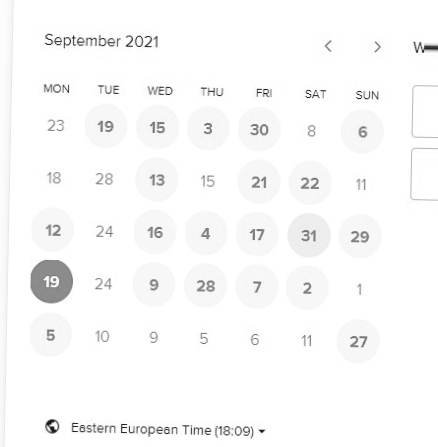 September 2021
MON TUE WED THU FRI SAT SUN
23 19 15 3 30 8 6
18 28 13 15 21 22 11
12 24 16 4 17 31 29
19 24 9 28 7 2 1
5 10 9 5 6 11 27
Eastern European Time (18:09)